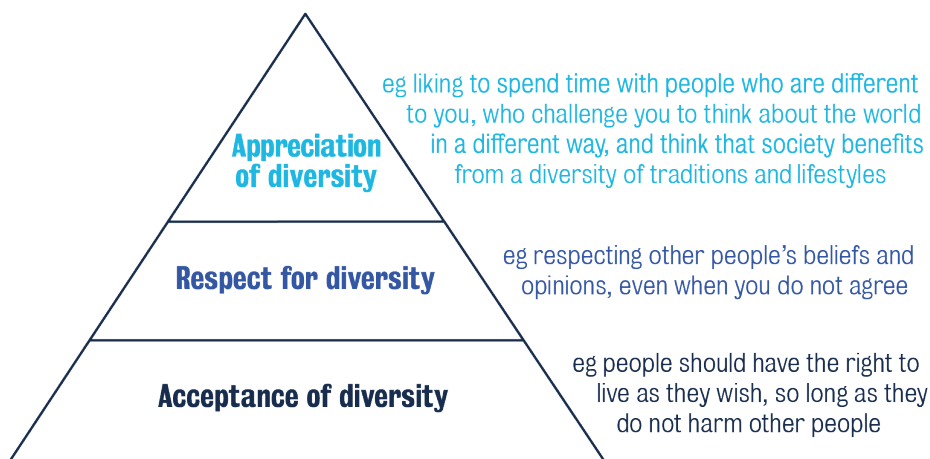 eg liking to spend time with people who are different
to you, who challenge you to think about the world
in a different way, and think that society benefits
from a diversity of traditions and lifestyles
Appreciation
of diversity
eg respecting other people’s beliefs and
opinions, even when you do not agree
Respect for diversity
eg people should have the right to
live as they wish, so long as they
do not harm other people
Acceptance of diversity